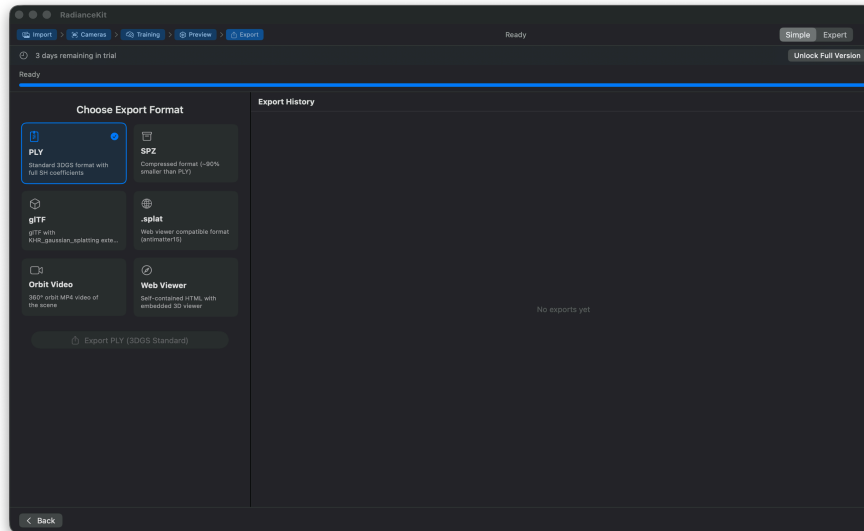 RadianceKit
Import > Cameras > Training > Preview > Export
Ready
Simple Expert
3 days remaining in trial
Unlock Full Version
Ready
Choose Export Format
PLY
Standard 3DGS format with
full SH coefficients
SPZ
Compressed format (~90%
smaller than PLY)
glTF
glTF with
KHR_gaussian_splatting exte...
.splat
Web viewer compatible format
(antimatter15)
Orbit Video
360° orbit MP4 video of
the scene
Web Viewer
Self-contained HTML with
embedded 3D viewer
Export PLY (3DGS Standard)
Export History
No exports yet
Back